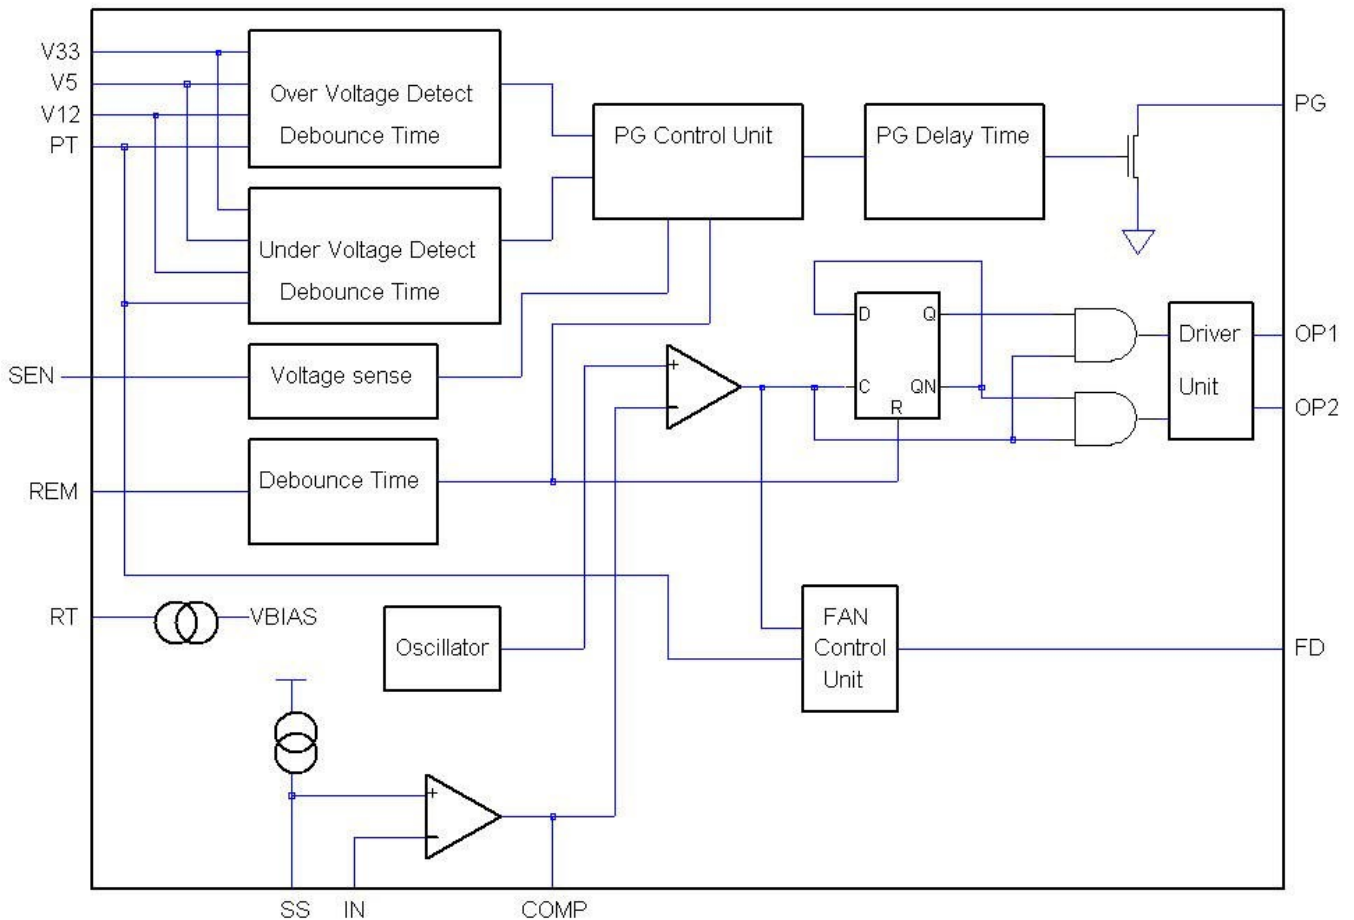 V33
V5
V12
PT
Over Voltage Detect
Debounce Time
PG Control Unit
PG Delay Time
PG
Under Voltage Detect
Debounce Time
SEN
Voltage sense
+
−
D
Q
C
QN
R
Driver
Unit
OP1
OP2
REM
Debounce Time
RT
VBIAS
Oscillator
FAN
Control
Unit
FD
+
−
SS
IN
COMP